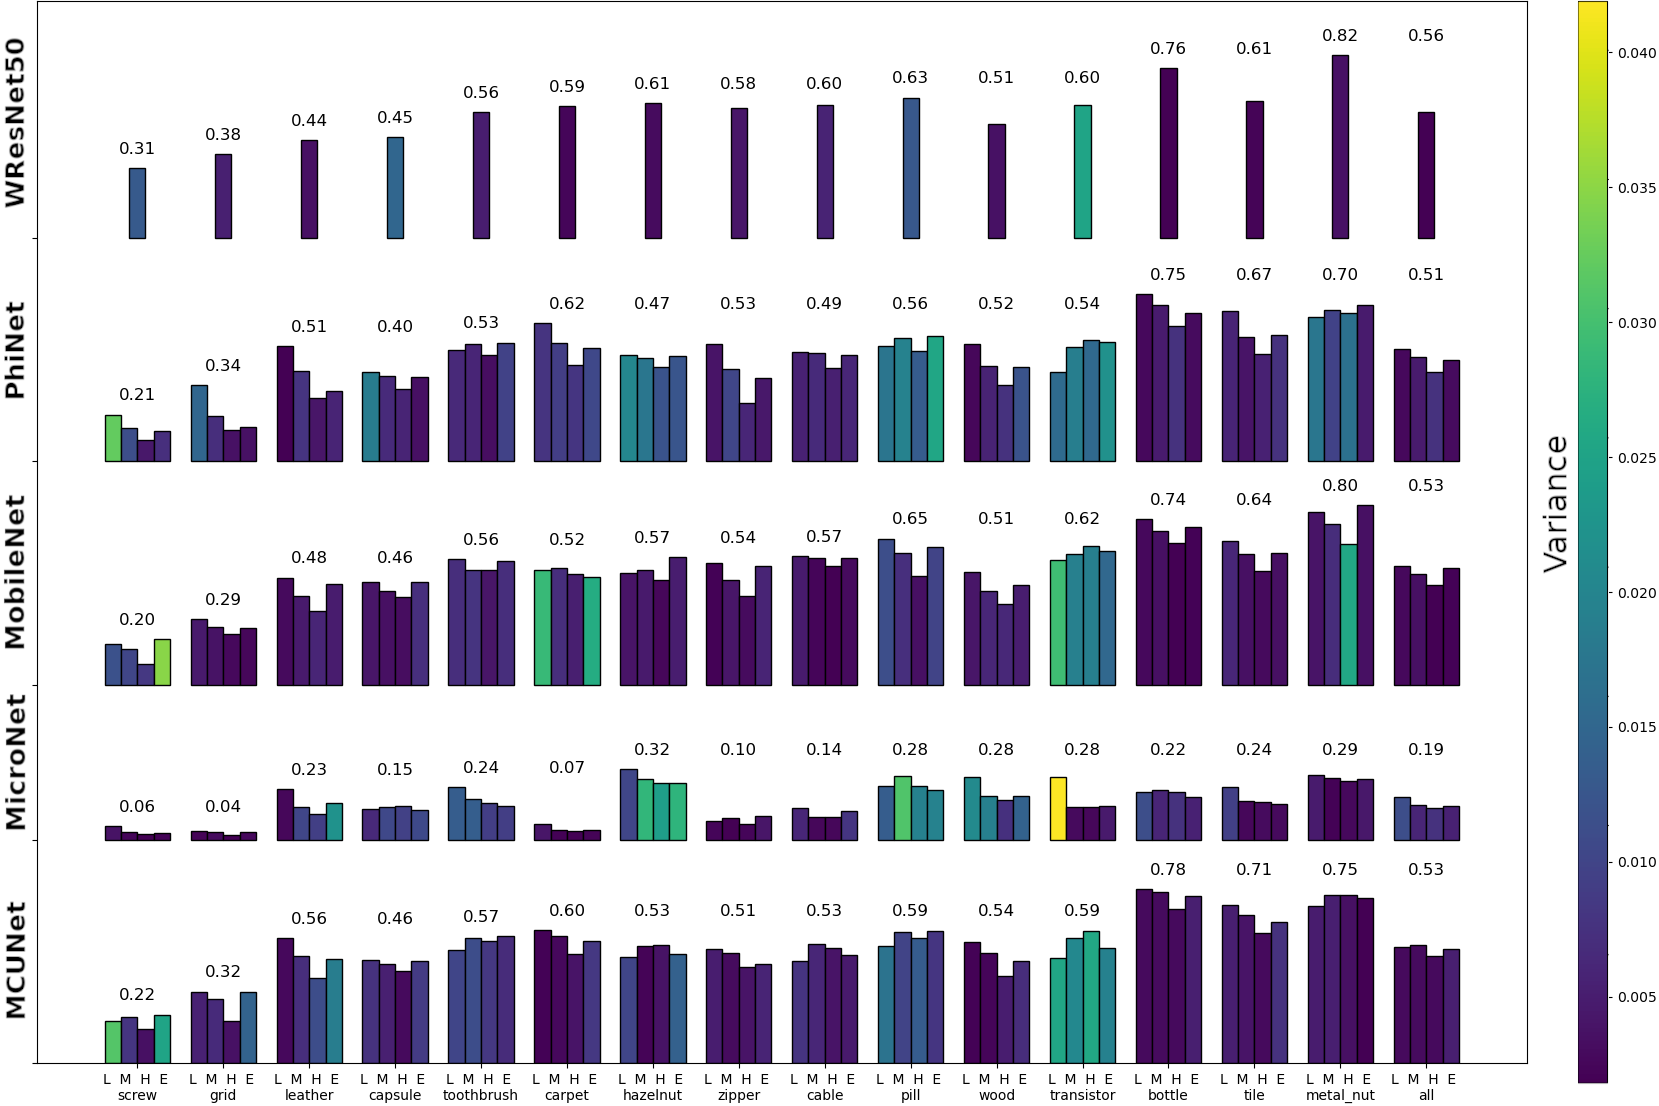 WResNet50
0.31 0.38 0.44 0.45 0.56 0.59 0.61 0.58 0.60 0.63 0.51 0.60 0.76 0.61 0.82 0.56
PhiNet
0.21 0.34 0.51 0.40 0.53 0.62 0.47 0.53 0.49 0.56 0.52 0.54 0.75 0.67 0.70 0.51
MobileNet
0.20 0.29 0.48 0.46 0.56 0.52 0.57 0.54 0.57 0.65 0.51 0.62 0.74 0.64 0.80 0.53
MicroNet
0.06 0.04 0.23 0.15 0.24 0.07 0.32 0.10 0.14 0.28 0.28 0.28 0.22 0.24 0.29 0.19
MCUNet
0.22 0.32 0.56 0.46 0.57 0.60 0.53 0.51 0.53 0.59 0.54 0.59 0.78 0.71 0.75 0.53
L M H E L M H E L M H E L M H E L M H E L M H E L M H E L M H E L M H E L M H E L M H E L M H E L M H E L M H E L M H E L M H E
screw grid leather capsule toothbrush carpet hazelnut zipper cable pill wood transistor bottle tile metal_nut all
Variance
0.040
0.035
0.030
0.025
0.020
0.015
0.010
0.005